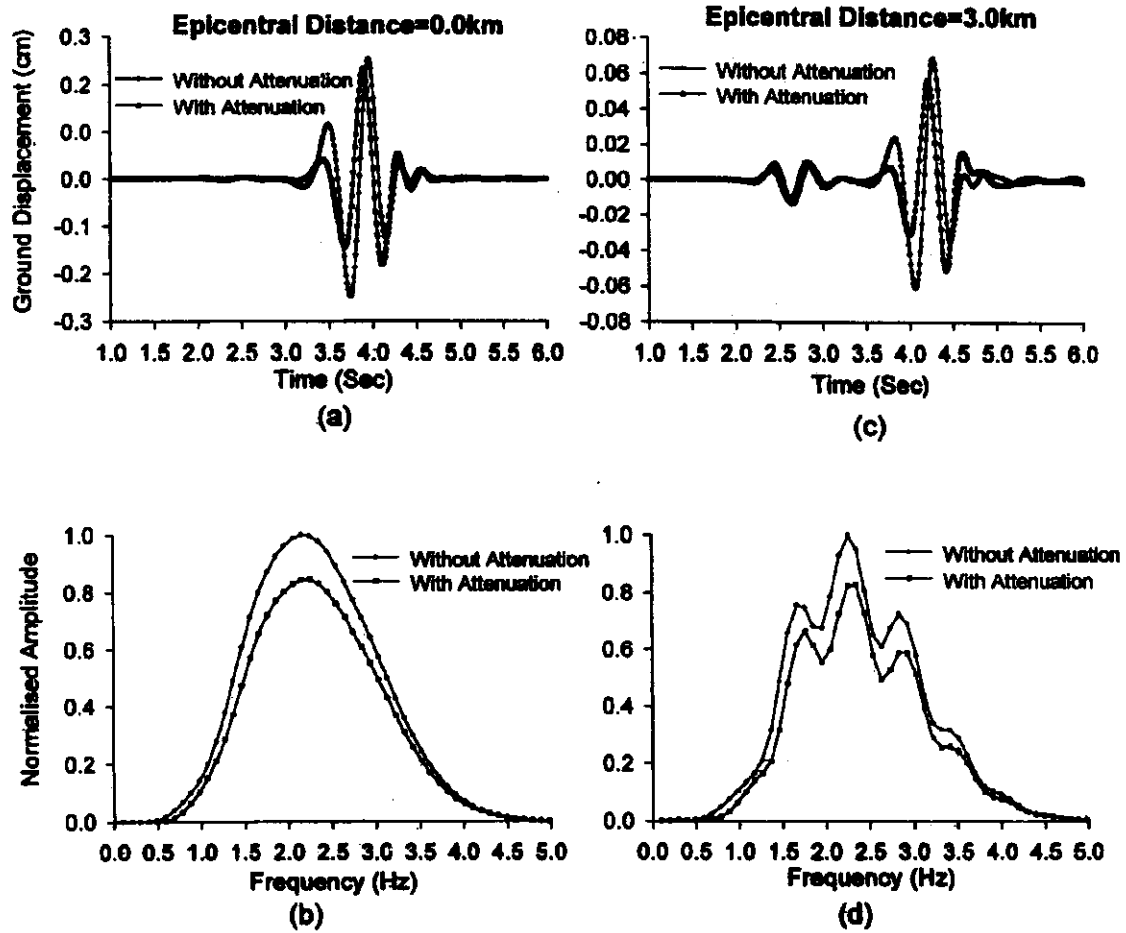 Epicentral Distance=0.0km
Ground Displacement (cm)
0.3
0.2
0.0
0.0
-0.1
-0.2
-0.3
Without Attenuation
With Attenuation
1.0 1.5 2.0 2.5 3.0 3.5 4.0 4.5 5.0 5.5 6.0
Time (Sec)
(a)
Epicentral Distance=3.0km
0.08
0.06
0.04
0.02
0.00
-0.02
-0.04
-0.06
-0.08
Without Attenuation
With Attenuation
1.0 1.5 2.0 2.5 3.0 3.5 4.0 4.5 5.0 5.5 6.0
Time (Sec)
(c)
Normalised Amplitude
1.0
0.8
0.6
0.4
0.2
0.0
Without Attenuation
With Attenuation
0.0 0.5 1.0 1.5 2.0 2.5 3.0 3.5 4.0 4.5 5.0
Frequency (Hz)
(b)
1.0
0.8
0.6
0.4
0.2
0.0
Without Attenuation
With Attenuation
0.0 0.5 1.0 1.5 2.0 2.5 3.0 3.5 4.0 4.5 5.0
Frequency (Hz)
(d)